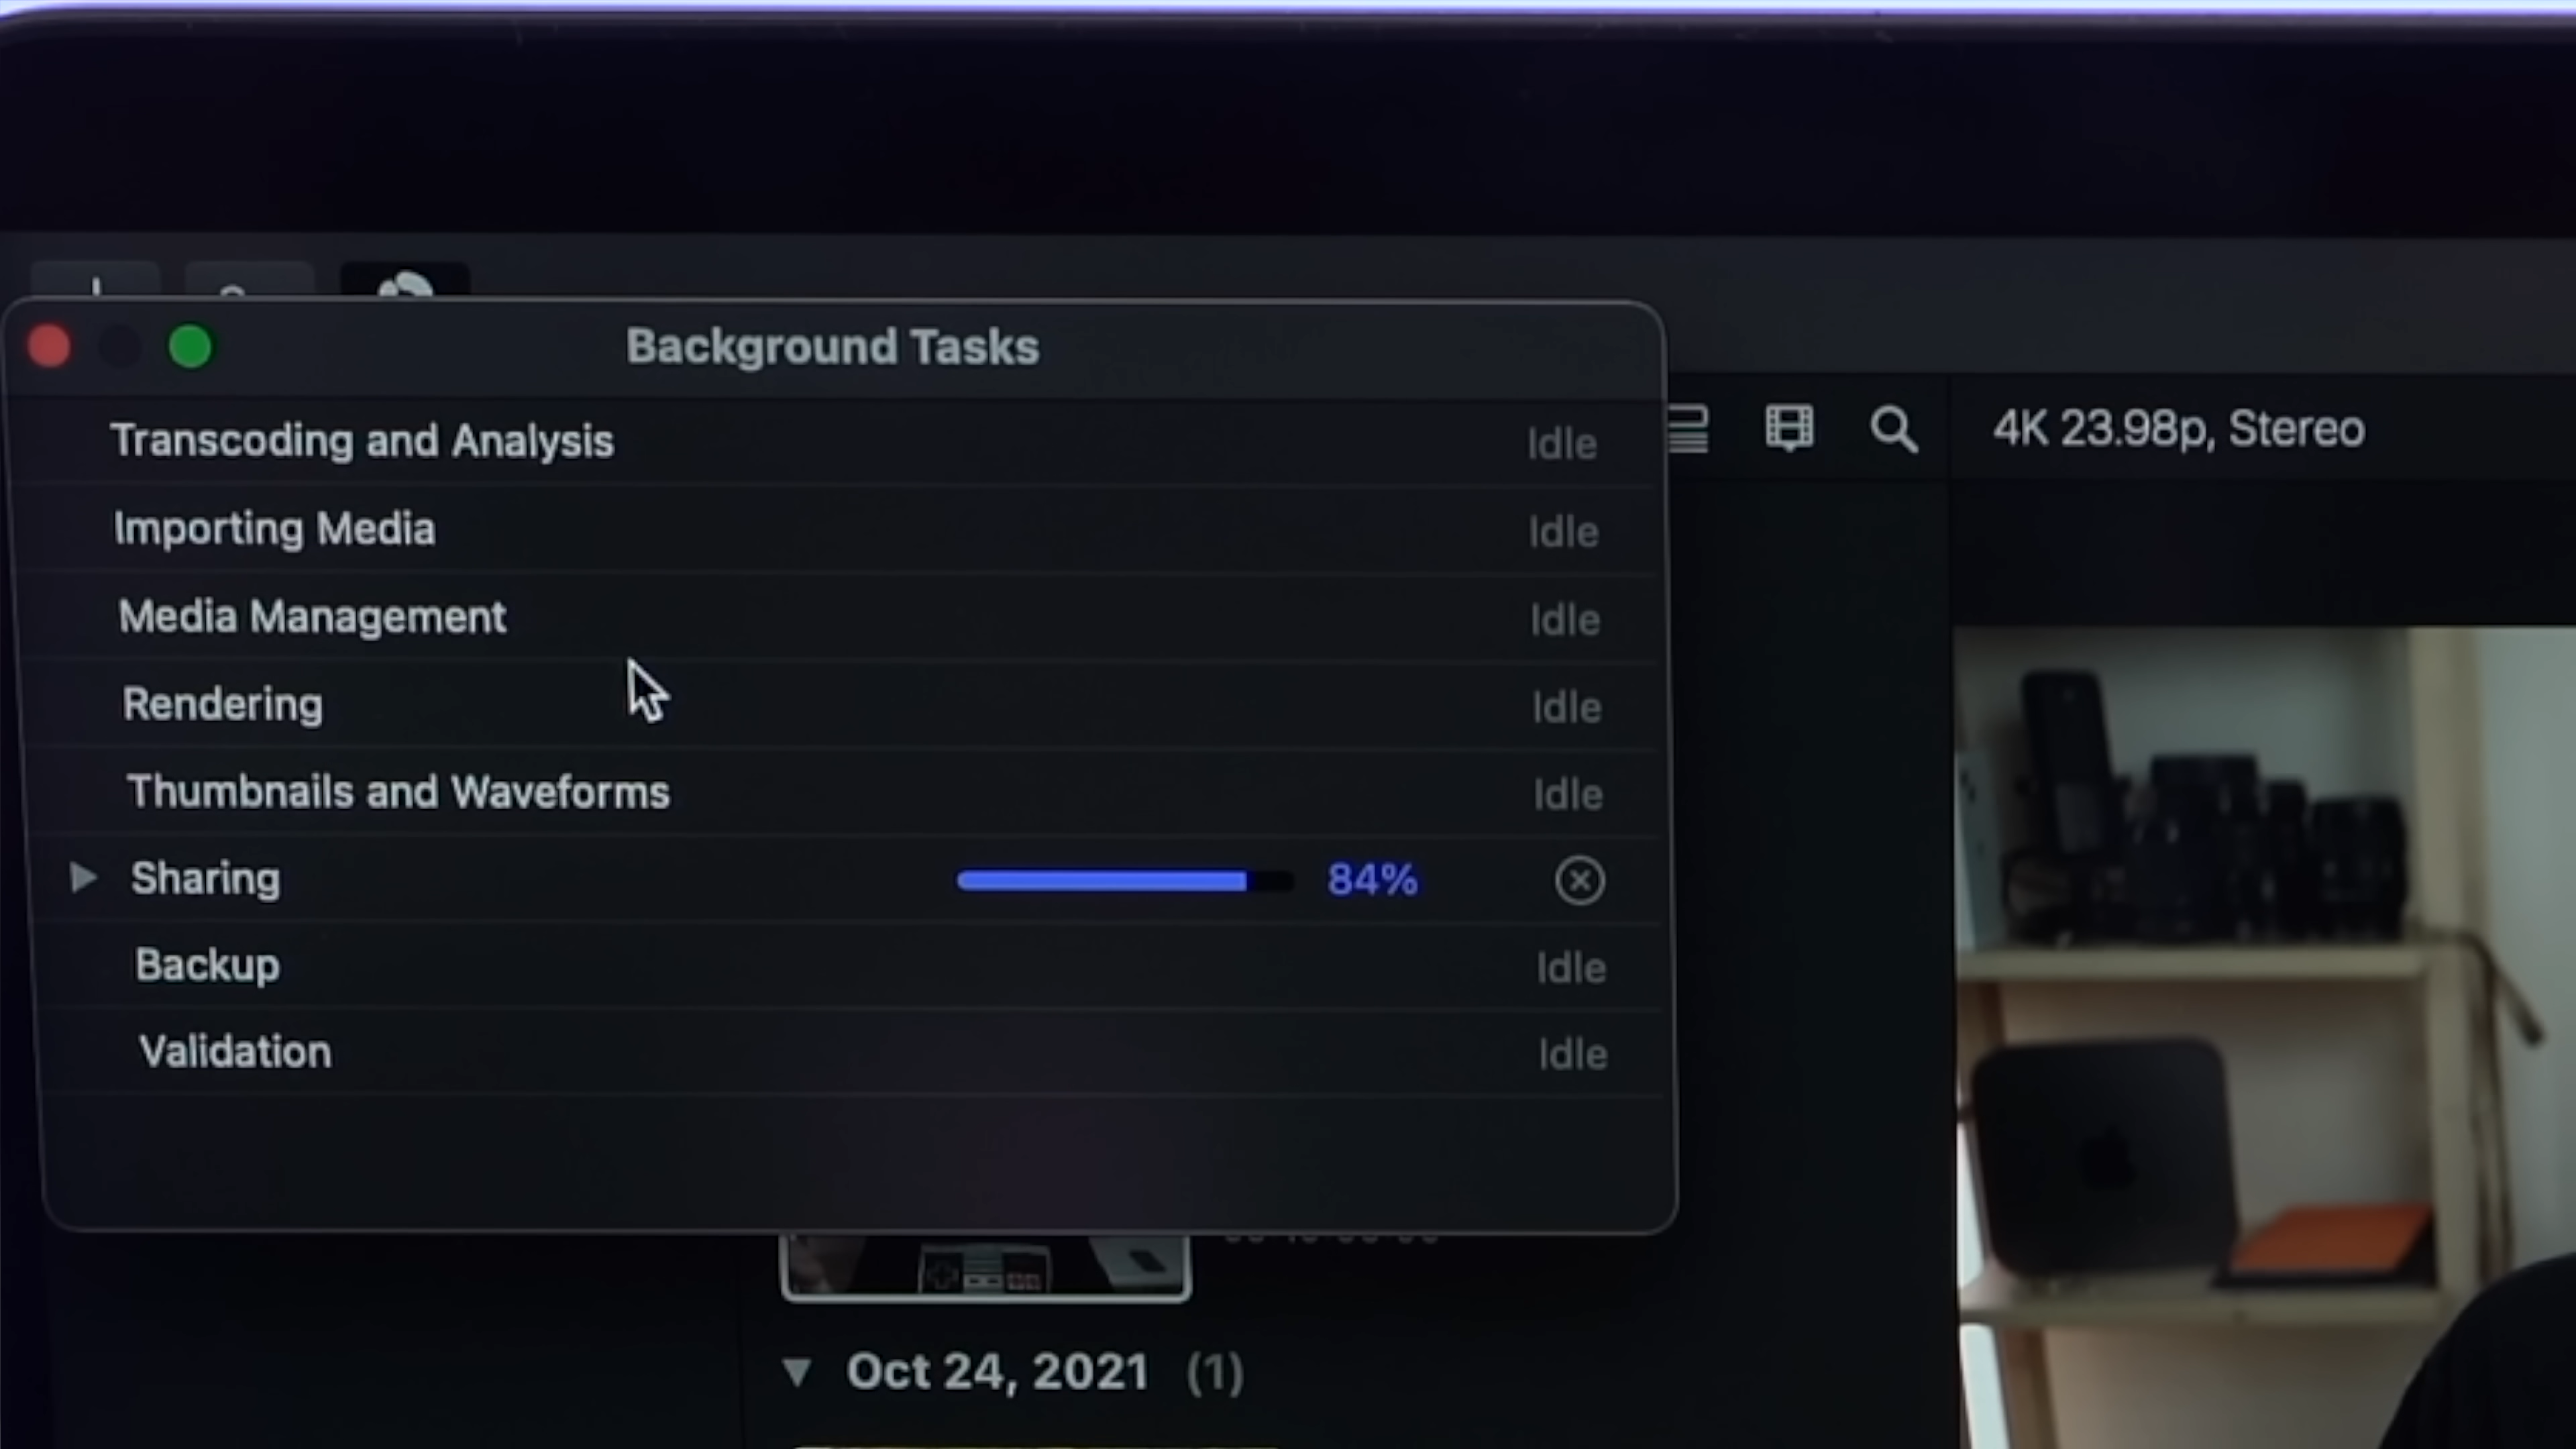 Background Tasks
Transcoding and Analysis Idle
4K 23.98p, Stereo
Importing Media Idle
Media Management Idle
Rendering Idle
Thumbnails and Waveforms Idle
Sharing 84%
Backup Idle
Validation Idle
Oct 24, 2021 (1)